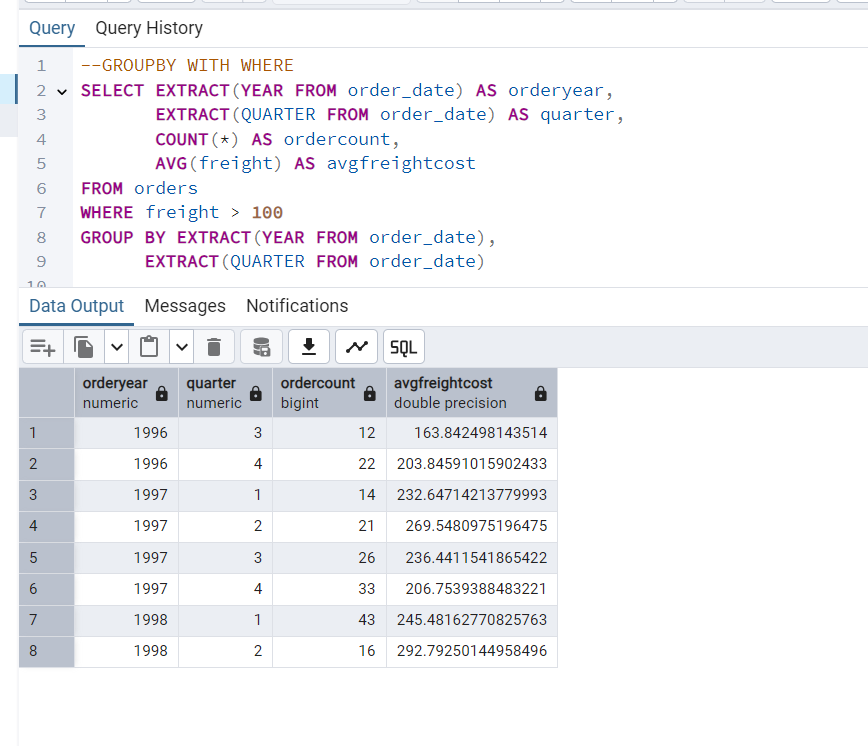 Query Query History
1 --GROUPBY WITH WHERE
2 SELECT EXTRACT(YEAR FROM order_date) AS orderyear,
3 EXTRACT(QUARTER FROM order_date) AS quarter,
4 COUNT(*) AS ordercount,
5 AVG(freight) AS avgfreightcost
6 FROM orders
7 WHERE freight > 100
8 GROUP BY EXTRACT(YEAR FROM order_date),
9 EXTRACT(QUARTER FROM order_date)
10
Data Output Messages Notifications
SQL
orderyear quarter ordercount avgfreightcost
numeric numeric bigint double precision
1 1996 3 12 163.842498143514
2 1996 4 22 203.84591015902433
3 1997 1 14 232.64714213779993
4 1997 2 21 269.5480975196475
5 1997 3 26 236.4411541865422
6 1997 4 33 206.7539388483221
7 1998 1 43 245.48162770825763
8 1998 2 16 292.79250144958496